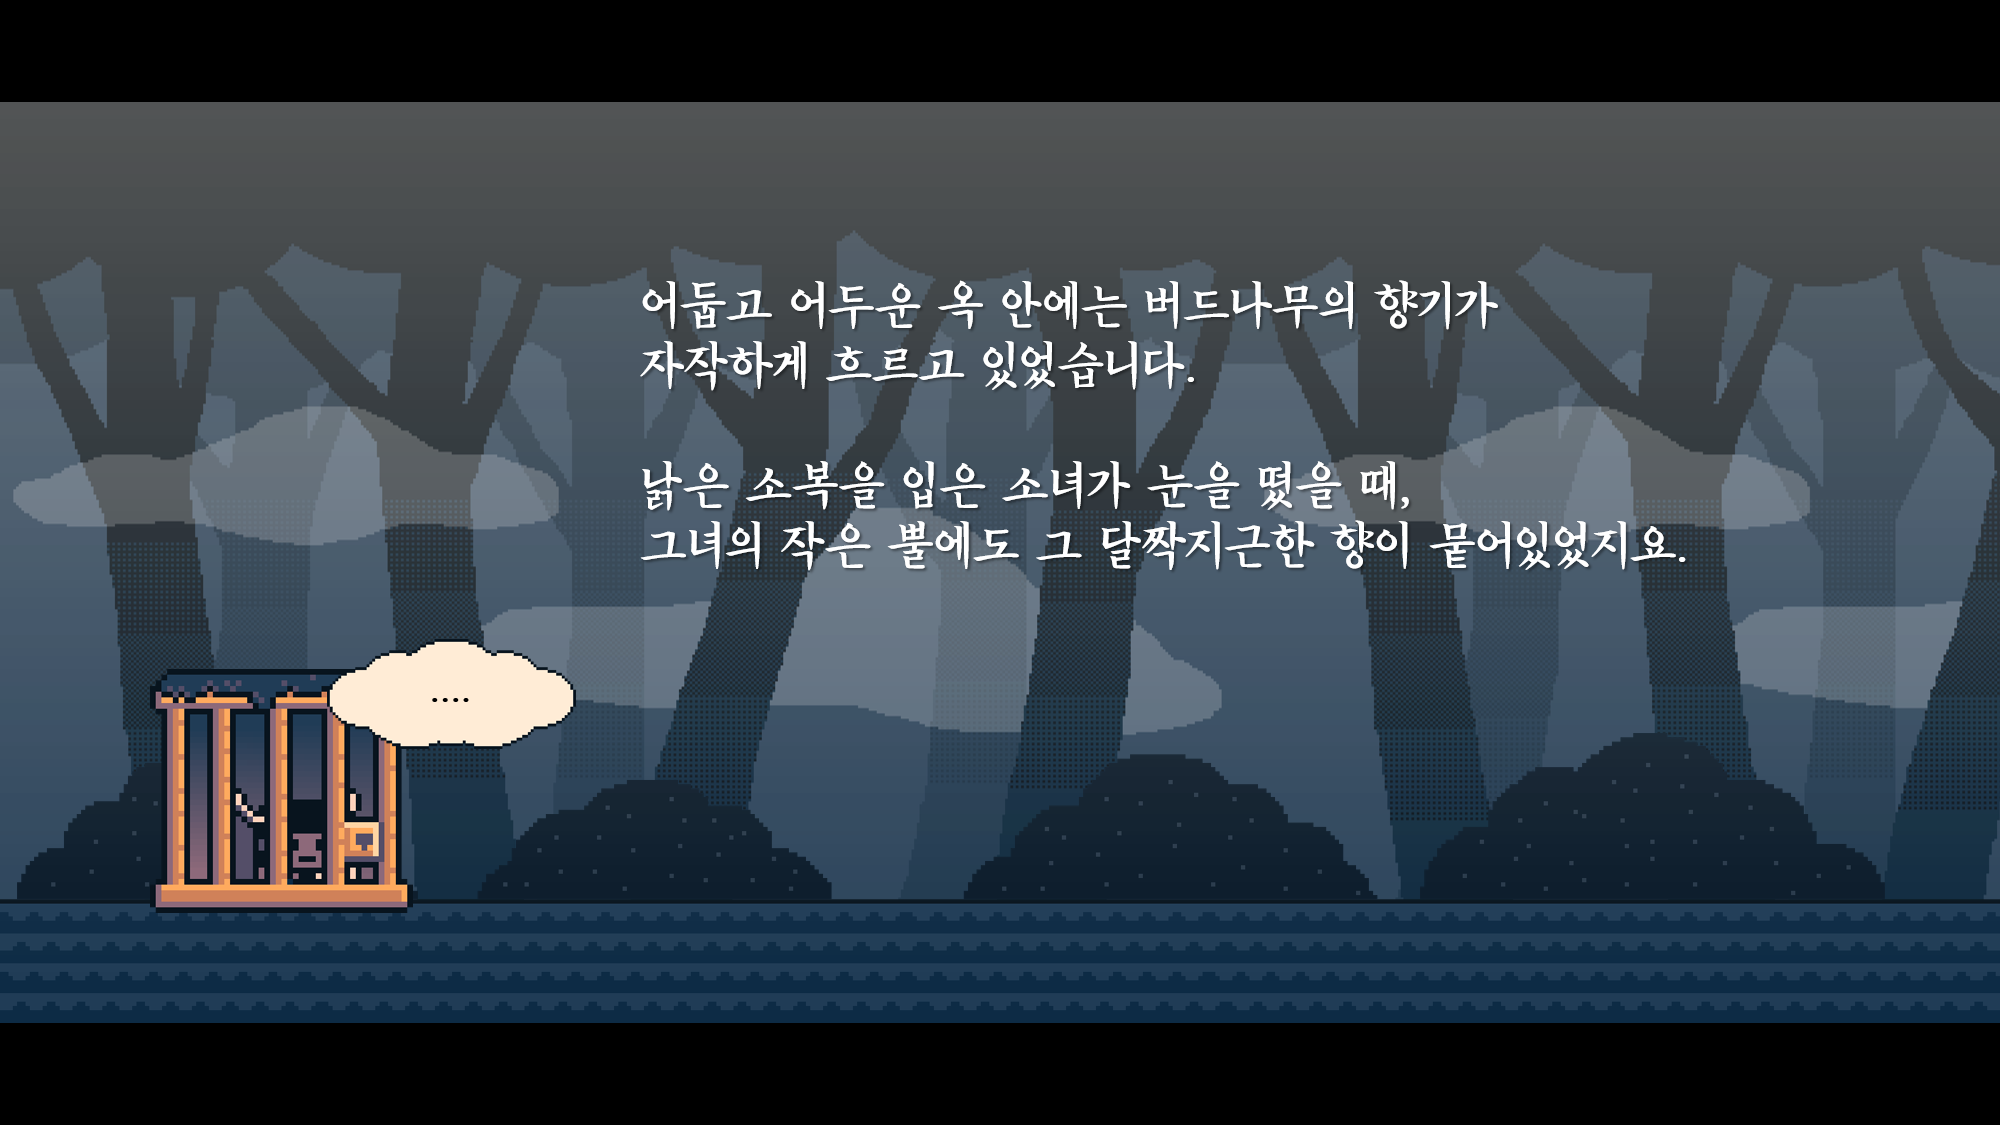 어둡고 어두운 옥 안에는 버드나무의 향기가
자작하게 흐르고 있었습니다.
낡은 소복을 입은 소녀가 눈을 떴을 때,
그녀의 작은 뿔에도 그 달짝지근한 향이 뭍어있었지요.
....